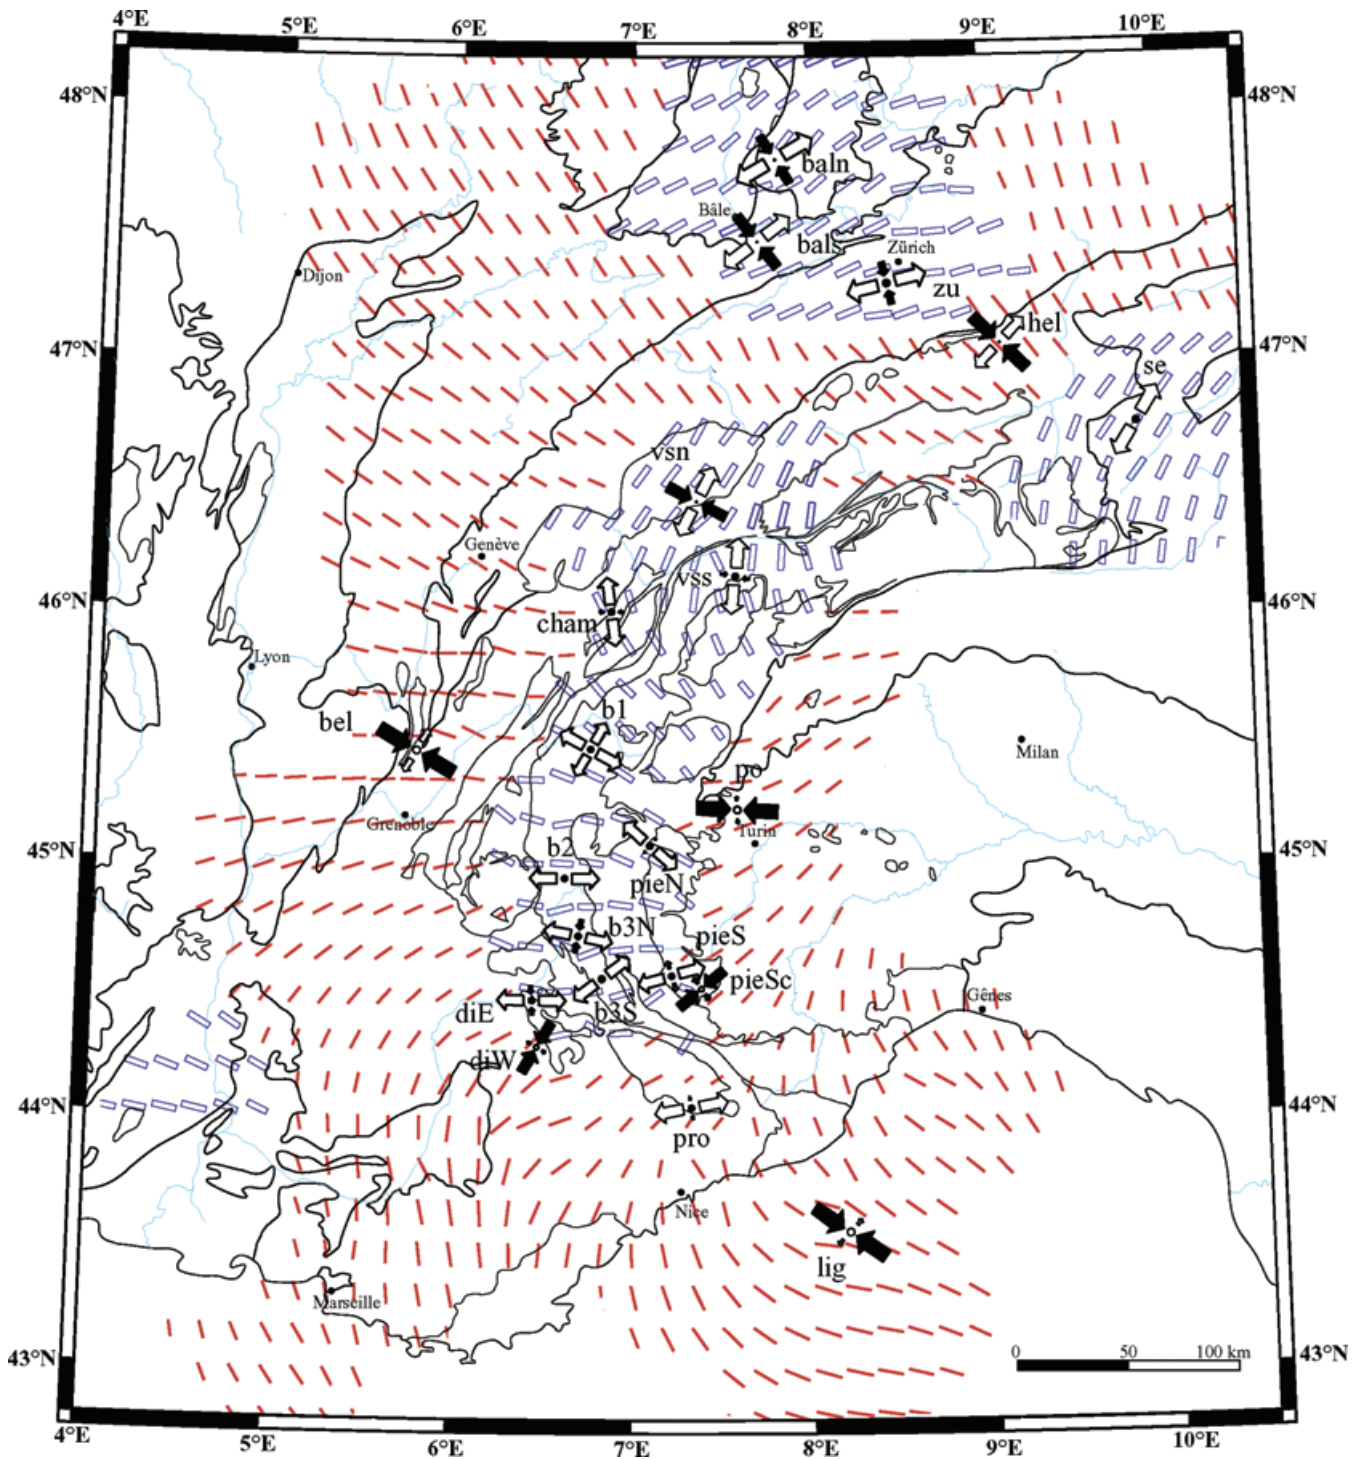 4°E 5°E 6°E 7°E 8°E 9°E 10°E
48°N 48°N
baln
Bâle
bals
Zürich
Dijon
zu
hel
47°N 47°N
se
vsn
Genève
vss
46°N 46°N
cham
Lyon
b1
bel
Milan
po
Grenoble
Turin
45°N 45°N
b2
pieN
b3N
pieS
pieSc
Gênes
diE
b3S
diW
44°N 44°N
pro
Nice
lig
Marseille
0 50 100 km
43°N 43°N
4°E 5°E 6°E 7°E 8°E 9°E 10°E